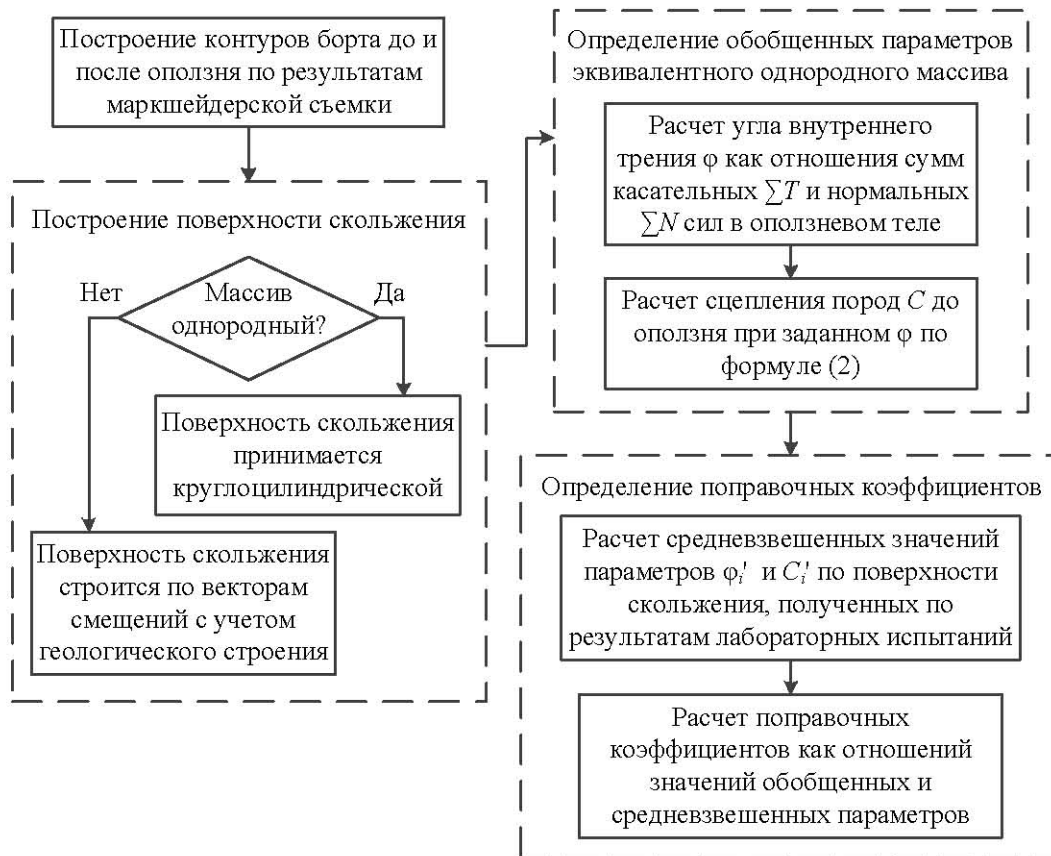 Построение контуров борта до и
после оползня по результатам
маркшейдерской съемки
Построение поверхности скольжения
Нет
Массив
однородный?
Да
Поверхность скольжения
принимается
круглоцилиндрической
Поверхность скольжения
строится по векторам
смещений с учетом
геологического строения
Определение обобщенных параметров
эквивалентного однородного массива
Расчет угла внутреннего
трения φ как отношения сумм
касательных ∑T и нормальных
∑N сил в оползневом теле
Расчет сцепления пород C до
оползня при заданном φ по
формуле (2)
Определение поправочных коэффициентов
Расчет средневзвешенных значений
параметров φi' и Ci' по поверхности
скольжения, полученных по
результатам лабораторных испытаний
Расчет поправочных
коэффициентов как отношений
значений обобщенных и
средневзвешенных параметров